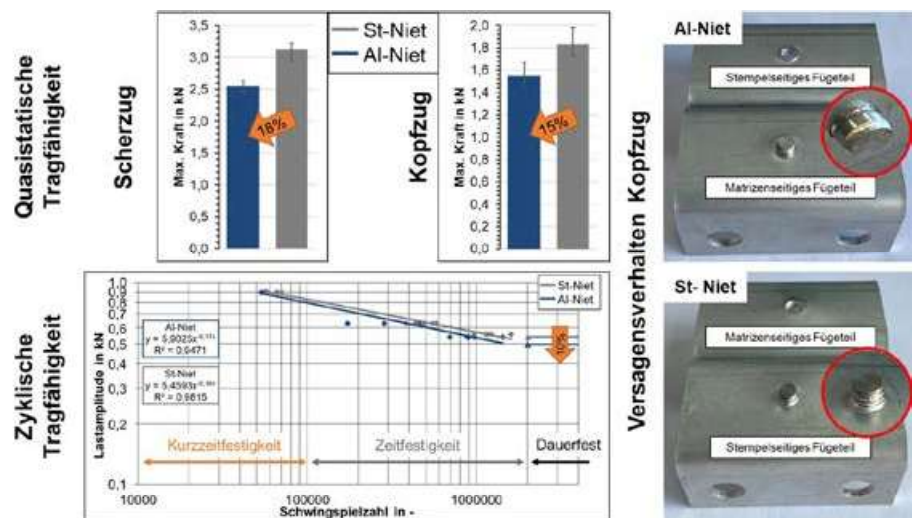 Quasistatische
Tragfähigkeit
Scherzug
Max. Kraft in kN
3,5
3,0
2,5
2,0
1,5
1,0
0,5
0,0
18%
St-Niet
Al-Niet
Kopfzug
Max. Kraft in kN
2,0
1,8
1,6
1,4
1,2
1,0
0,8
0,6
0,4
0,2
0,0
15%
Zyklische
Tragfähigkeit
Lastamplitude in kN
1,0
0,9
0,8
0,6
0,5
0,4
0,3
0,2
0,1
St-Niet
Al-Niet
Al-Niet
R² = 0.9471
St-Niet
R² = 0.9815
10%
Kurzzeitfestigkeit
Zeitfestigkeit
Dauerfest
10000
100000
1000000
Schwingspielzahl in -
Versagensverhalten Kopfzug
Al-Niet
Stempelseitiges Fügeteil
Matrizenseitiges Fügeteil
St- Niet
Matrizenseitiges Fügeteil
Stempelseitiges Fügeteil